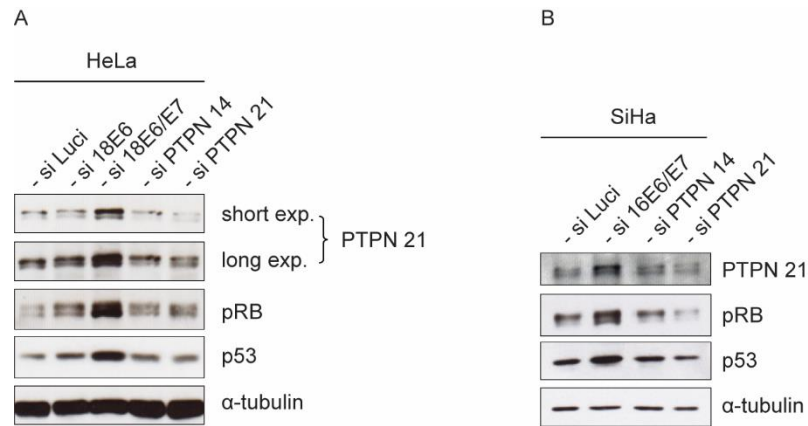 A
HeLa
- si Luci
- si 18E6
- si 18E6/E7
- si PTPN 14
- si PTPN 21
short exp.
long exp.
PTPN 21
pRB
p53
α-tubulin
B
SiHa
- si Luci
- si 16E6/E7
- si PTPN 14
- si PTPN 21
PTPN 21
pRB
p53
α-tubulin